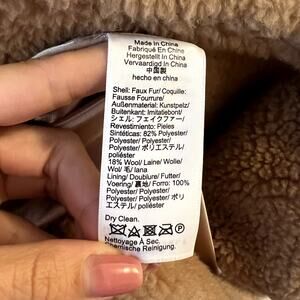 Made In China
Fabriqué En Chine
Hergestellt In China
Vervaardigd In China
中国製
hecho en china
Shell: Faux Fur/ Coquille:
Fausse Fourrure/
Außenmaterial: Kunstpelz/
Buitenkant: Imitatiebont/
シェル: フェイクファー/
Revestimiento: Pieles
Sintéticas: 82% Polyester/
Polyester/ Polyester/
Polyester/ ポリエステル/
poliéster
18% Wool/ Laine/ Wolle/
Wol/ 毛/ lana
Lining/ Doublure/ Futter/
Voering/ 裏地/ Forro: 100%
Polyester/ Polyester/
Polyester/ Polyester/ ポリ
エステル/ poliéster
Dry Clean.
Nettoyage À Sec.
Chemische Reinigung.